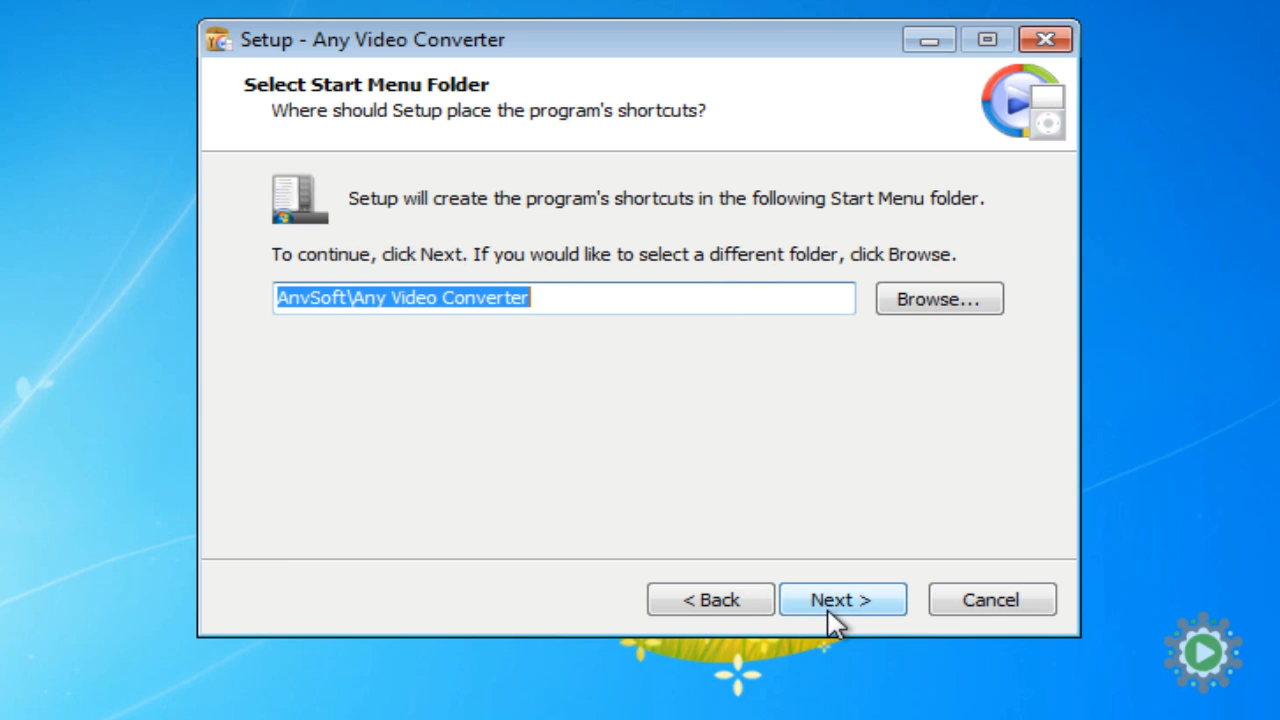 Setup - Any Video Converter
Select Start Menu Folder
Where should Setup place the program's shortcuts?
Setup will create the program's shortcuts in the following Start Menu folder.
To continue, click Next. If you would like to select a different folder, click Browse.
AnvSoft\Any Video Converter
Browse...
< Back
Next >
Cancel